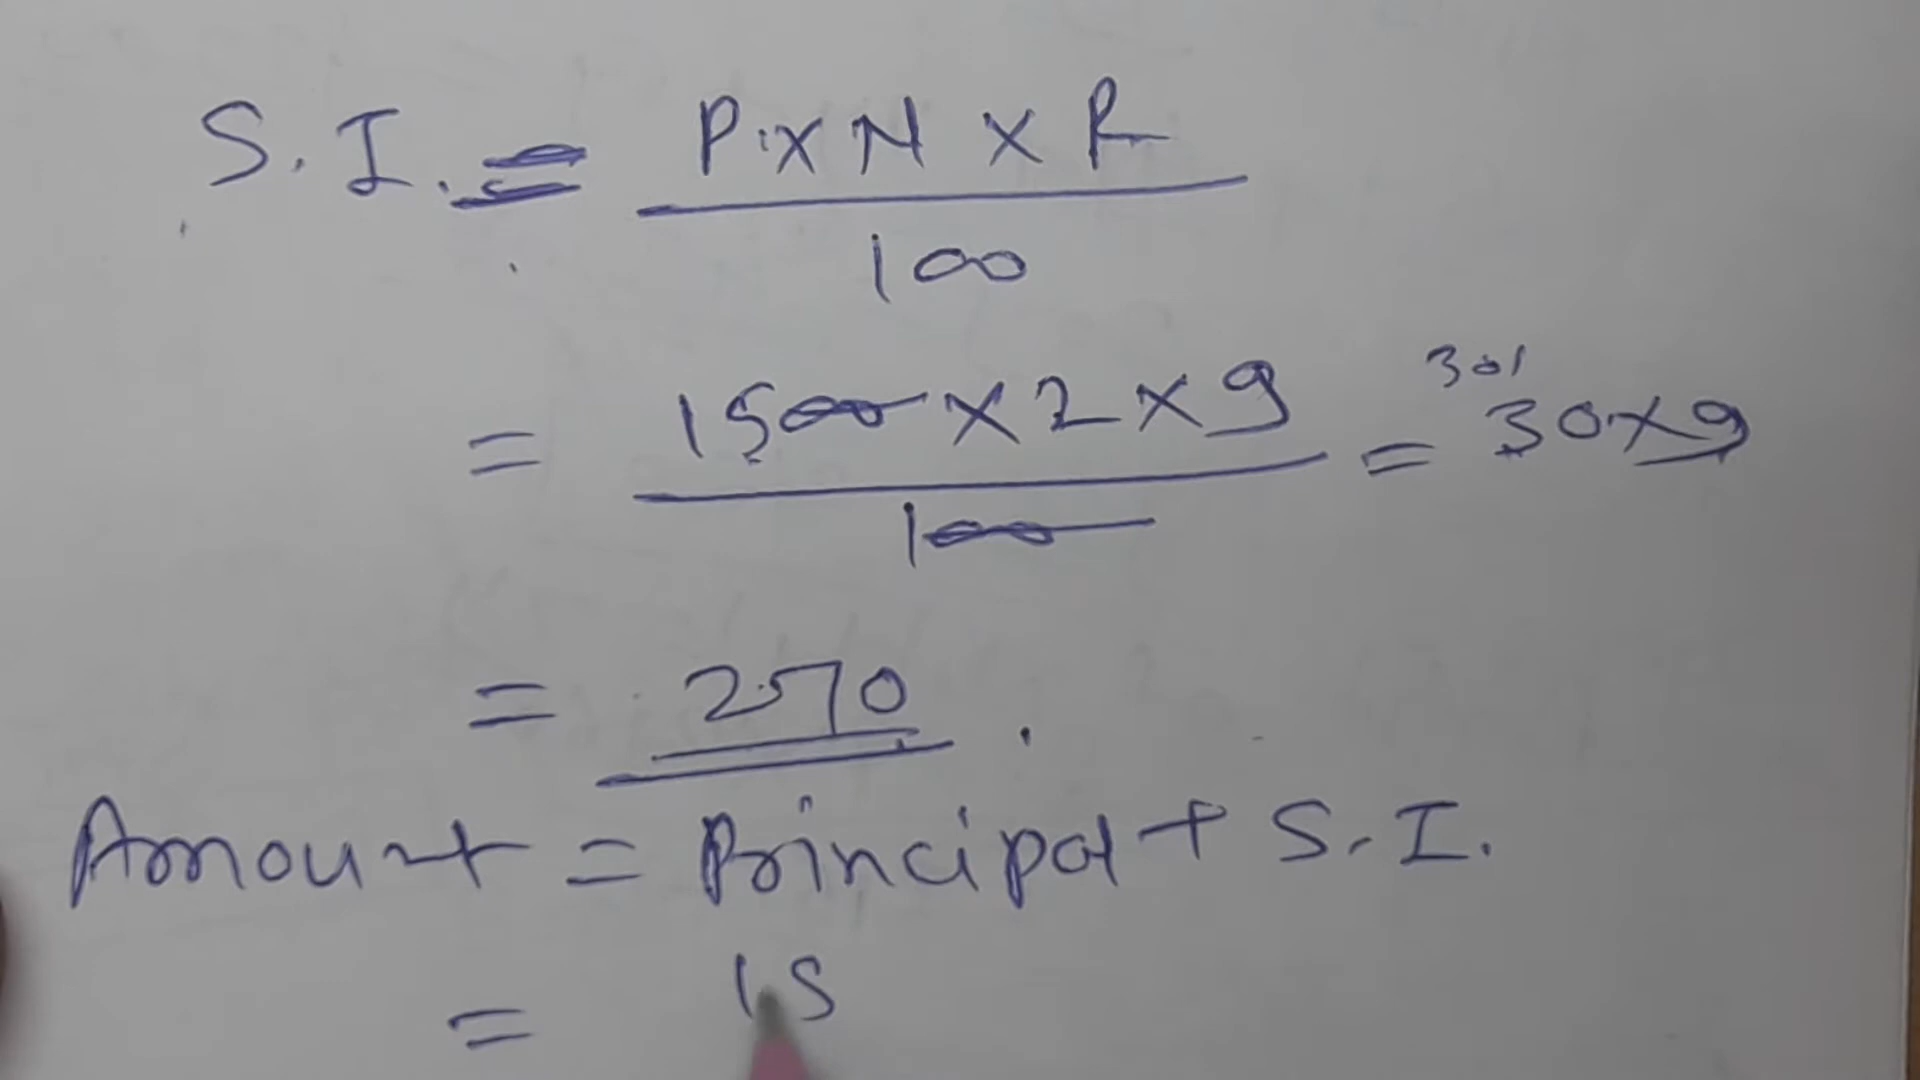 S.I. = P × N × R
100
= 1500 × 2 × 9 = 30 × 9
100
= 270
Amount = Principal + S.I.
= 15